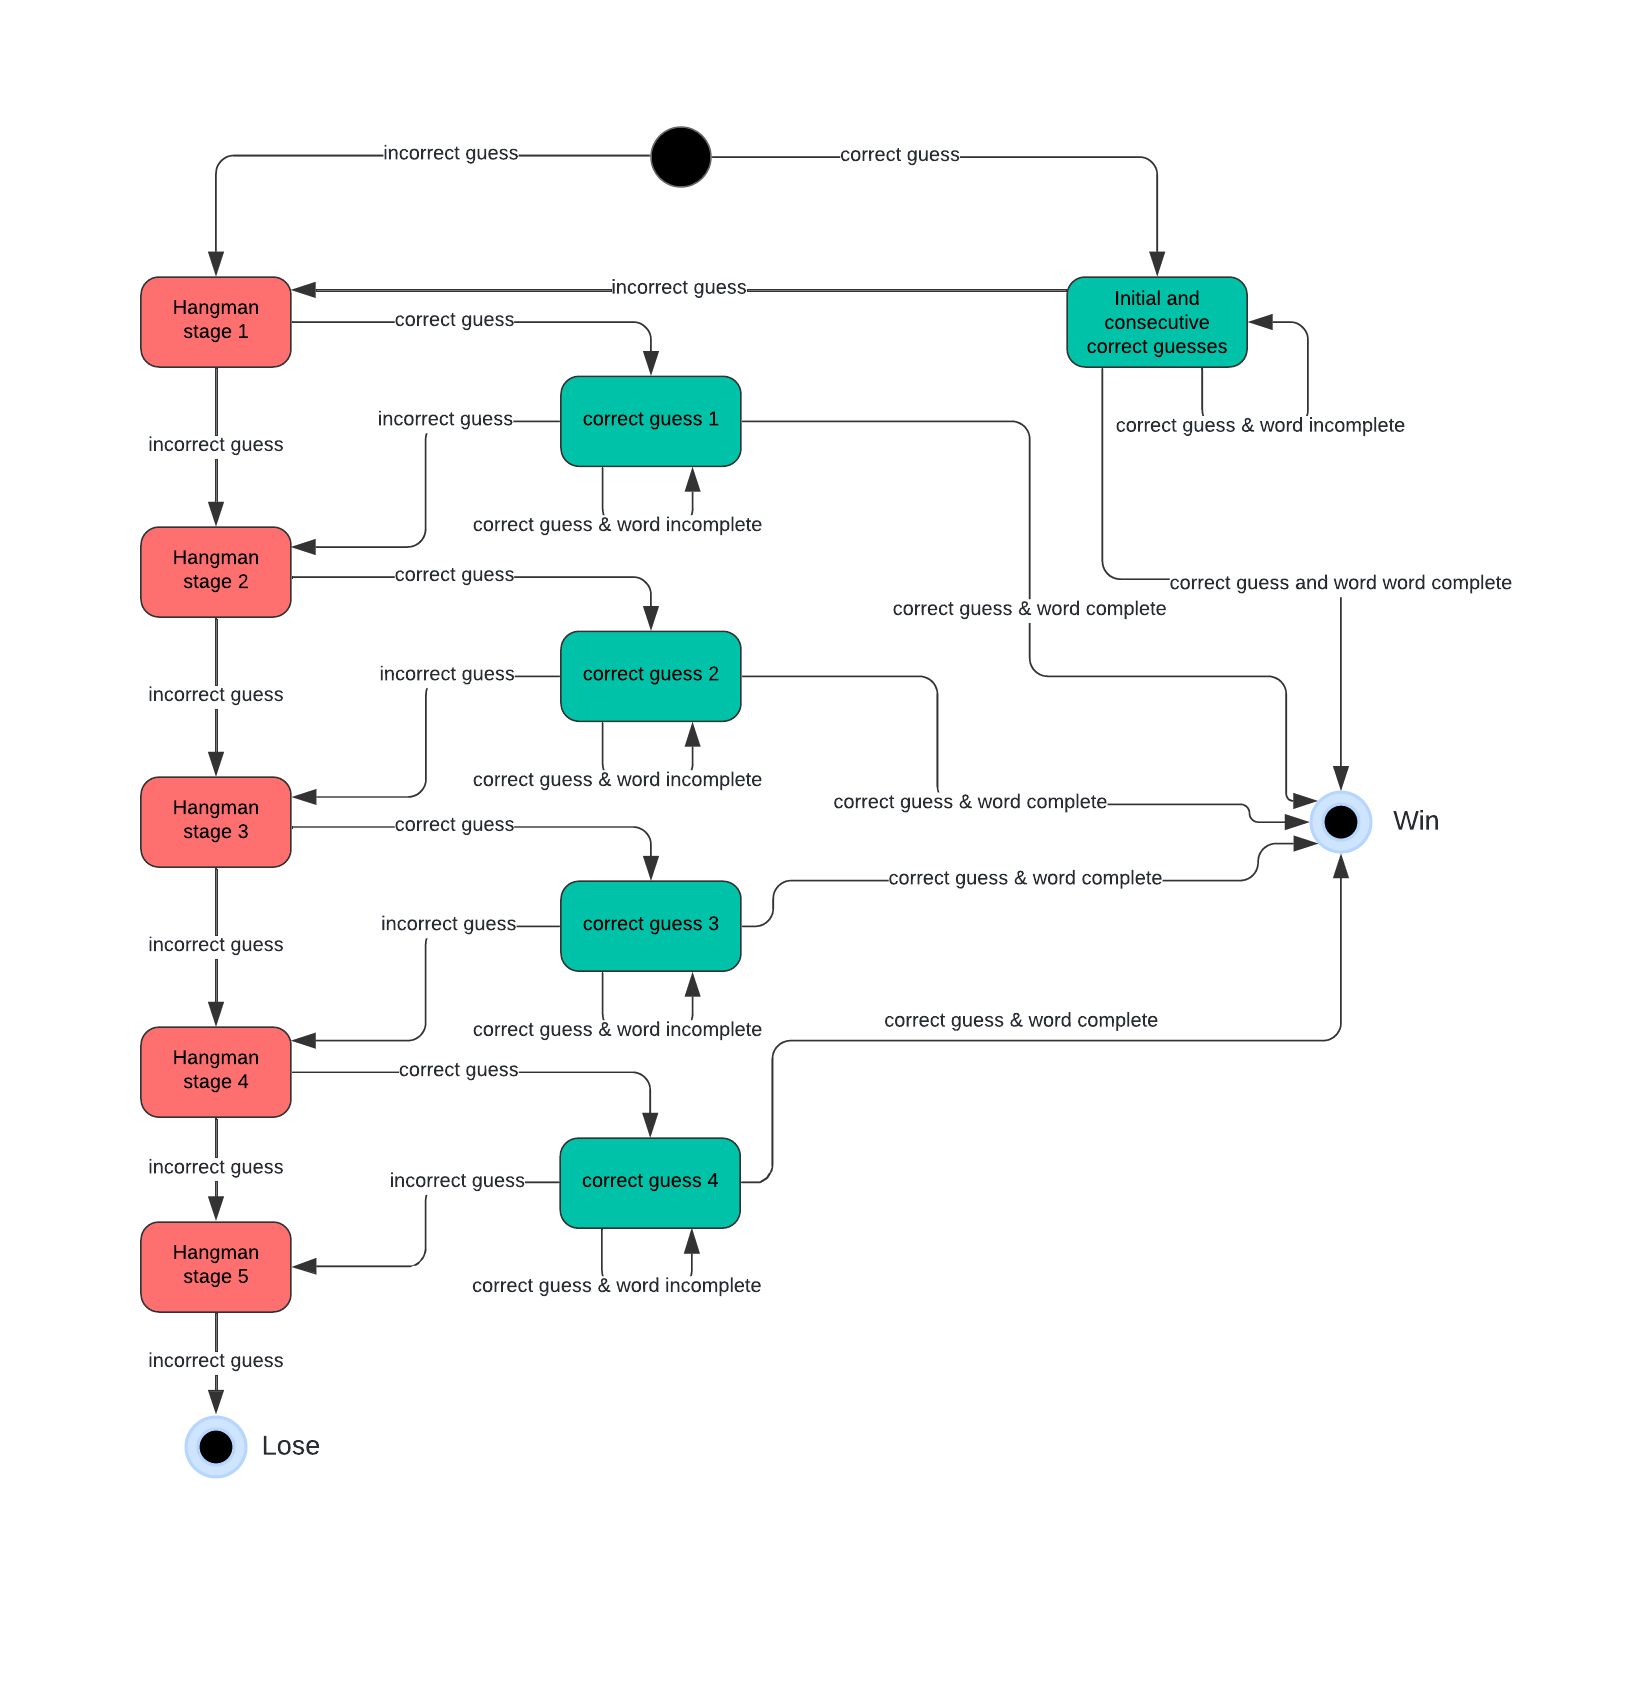 incorrect guess
correct guess
Hangman
stage 1
incorrect guess
Initial and
consecutive
correct guesses
correct guess
incorrect guess
correct guess 1
correct guess & word incomplete
incorrect guess
correct guess & word incomplete
Hangman
stage 2
correct guess
correct guess and word word complete
correct guess & word complete
incorrect guess
incorrect guess
correct guess 2
correct guess & word incomplete
Hangman
stage 3
correct guess & word complete
Win
correct guess
correct guess & word complete
incorrect guess
correct guess 3
incorrect guess
correct guess & word incomplete
correct guess & word complete
Hangman
stage 4
correct guess
incorrect guess
incorrect guess
correct guess 4
Hangman
stage 5
correct guess & word incomplete
incorrect guess
Lose